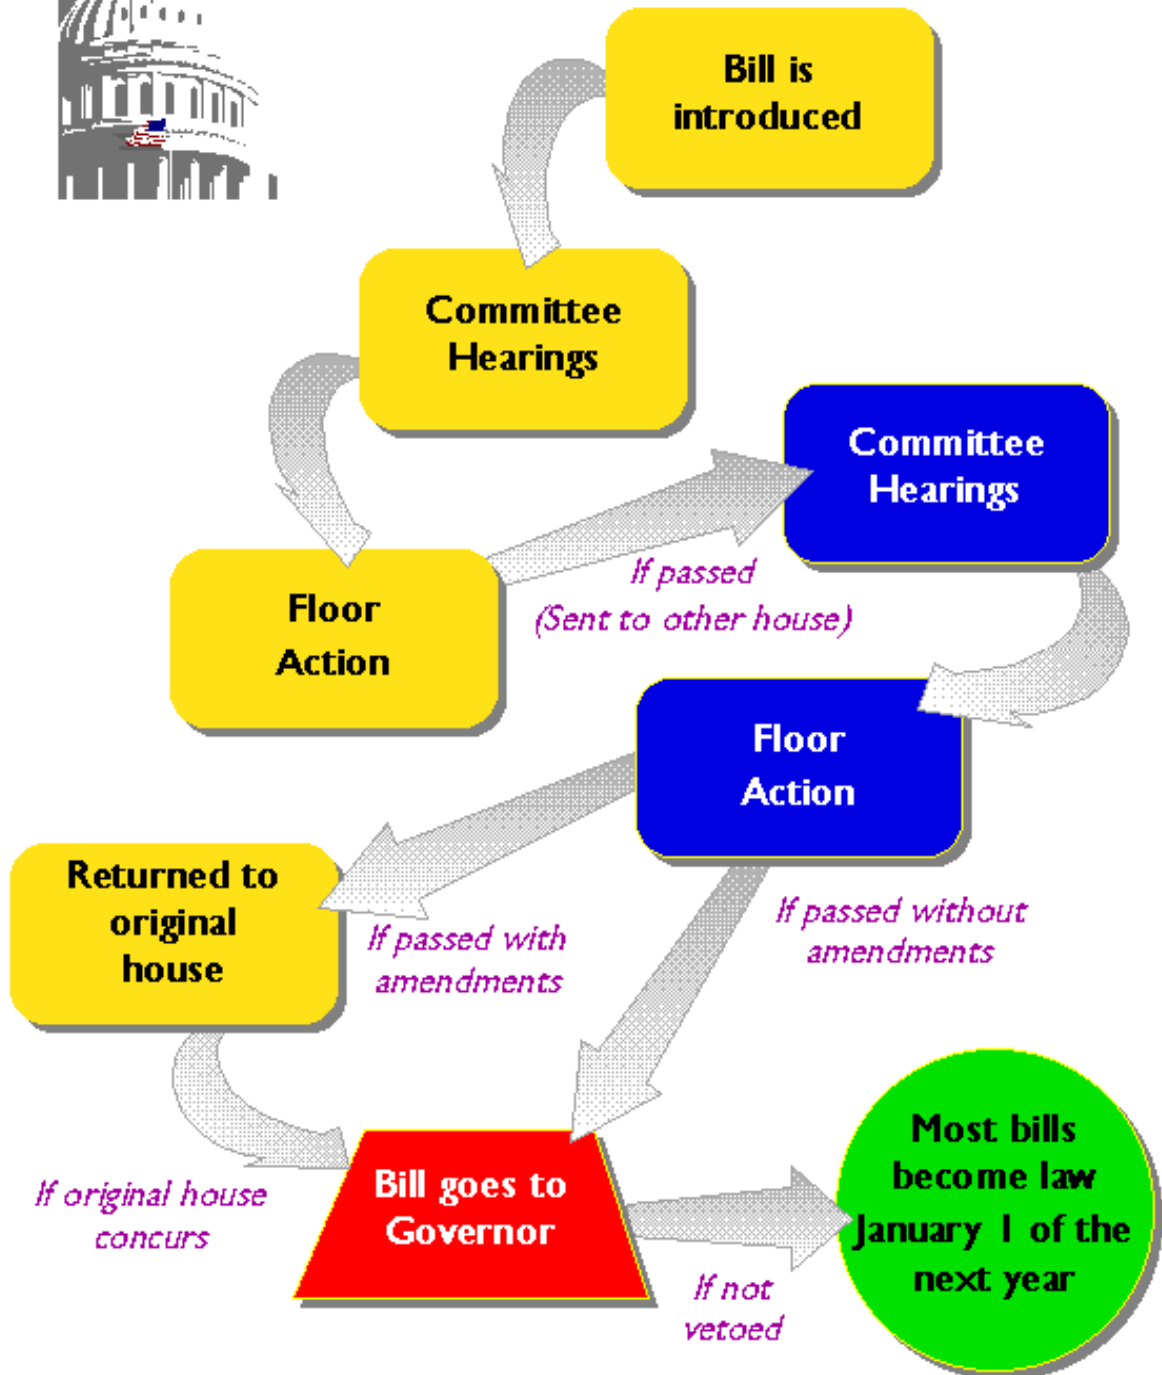 Bill is
introduced
Committee
Hearings
Committee
Hearings
If passed
(Sent to other house)
Floor
Action
Floor
Action
Returned to
original
house
If passed with
amendments
If passed without
amendments
If original house
concurs
Bill goes to
Governor
If not
vetoed
Most bills
become law
January 1 of the
next year